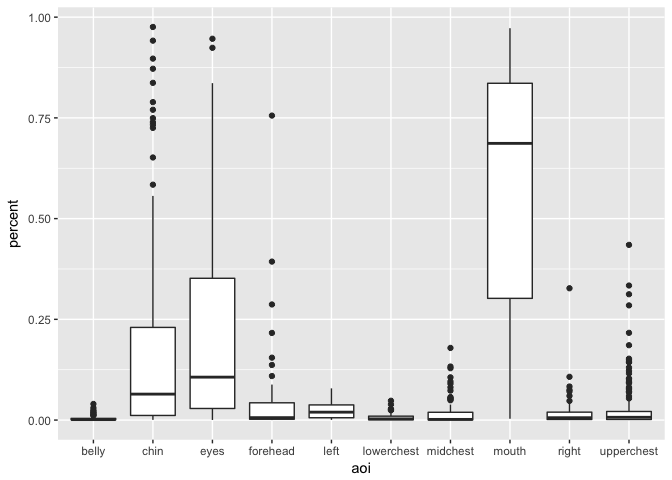 1.00
0.75
0.50
0.25
0.00
percent
belly chin eyes forehead left lowerchest midchest mouth right upperchest
aoi